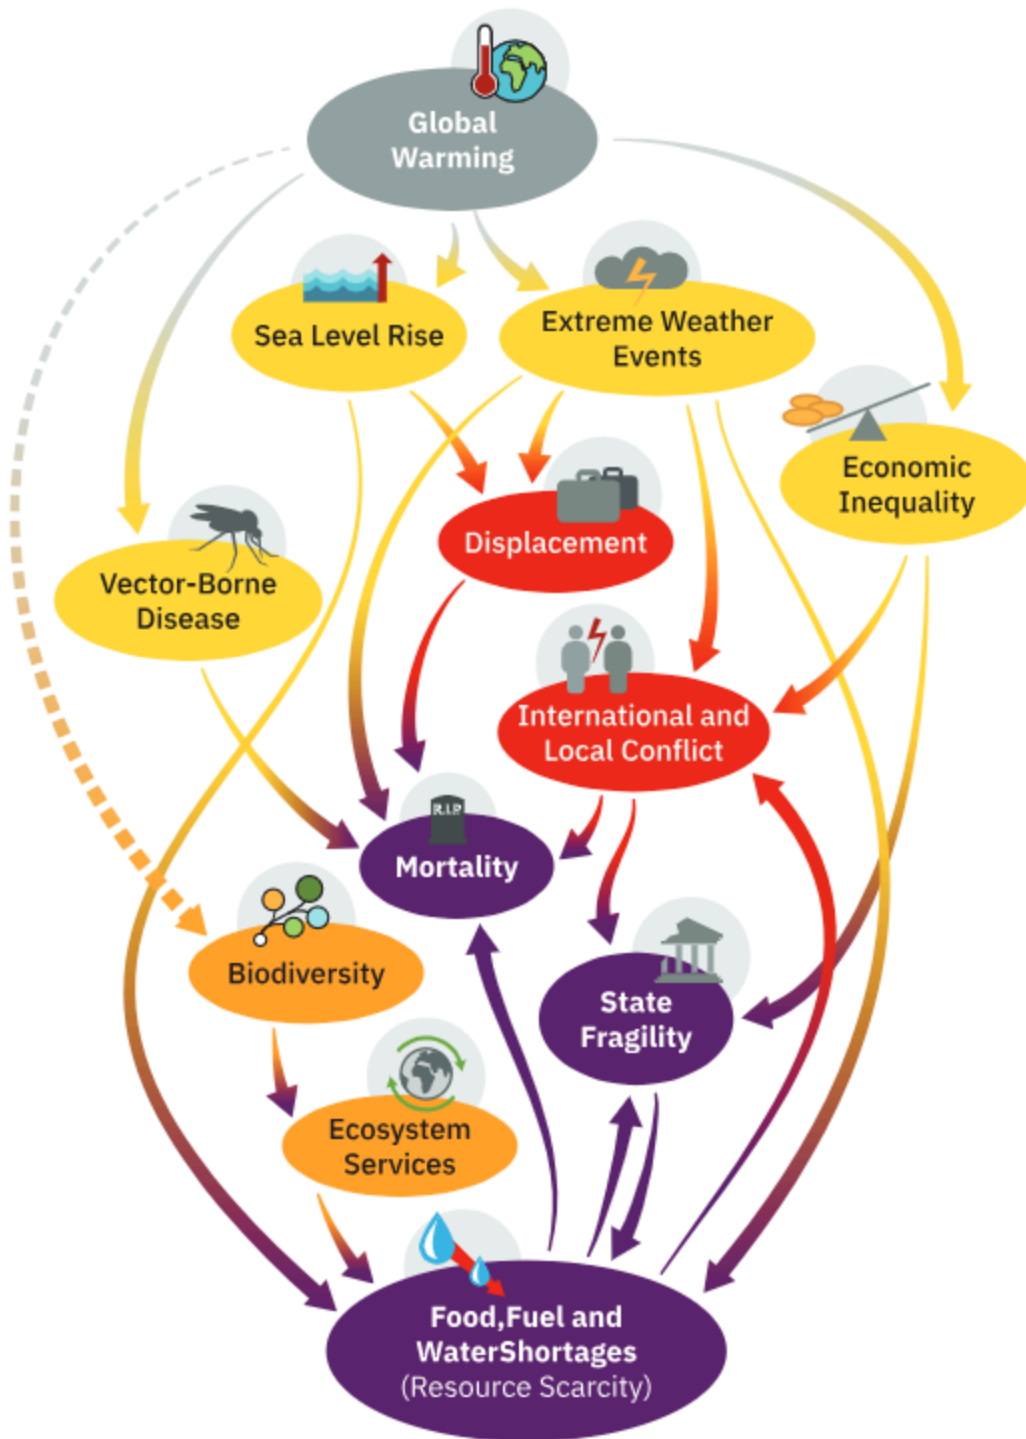 Global
Warming
Sea Level Rise
Extreme Weather
Events
Economic
Inequality
Displacement
Vector-Borne
Disease
International and
Local Conflict
R.I.P.
Mortality
Biodiversity
State
Fragility
Ecosystem
Services
Food,Fuel and
WaterShortages
(Resource Scarcity)